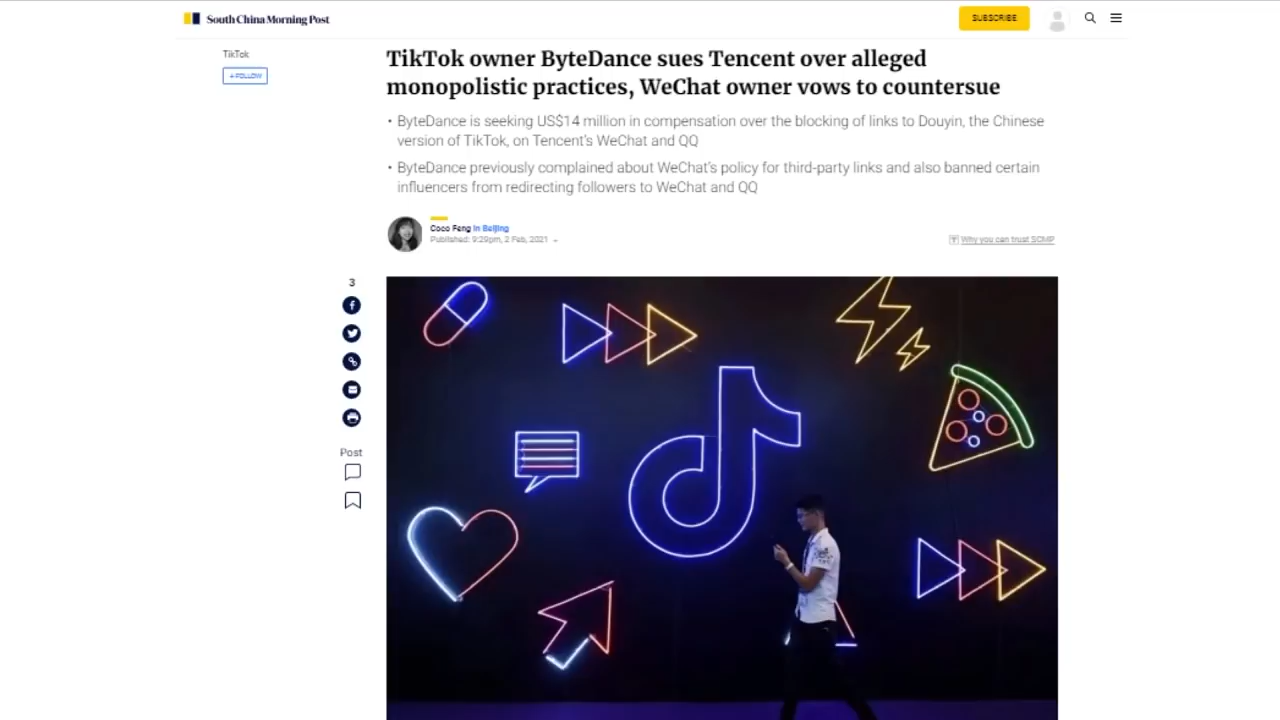 South China Morning Post
SUBSCRIBE
TikTok
+ FOLLOW
TikTok owner ByteDance sues Tencent over alleged
monopolistic practices, WeChat owner vows to countersue
• ByteDance is seeking US$14 million in compensation over the blocking of links to Douyin, the Chinese
version of TikTok, on Tencent's WeChat and QQ
• ByteDance previously complained about WeChat's policy for third-party links and also banned certain
influencers from redirecting followers to WeChat and QQ
Coco Feng in Beijing
Published: 9:29pm, 2 Feb, 2021
Why you can trust SCMP
3
Post